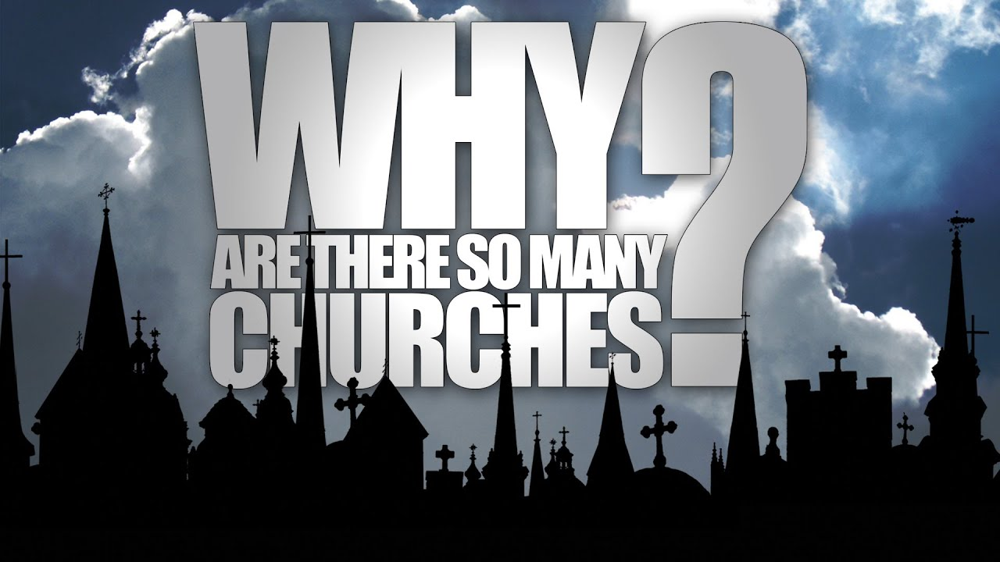 WHY?
ARE THERE SO MANY
CHURCHES